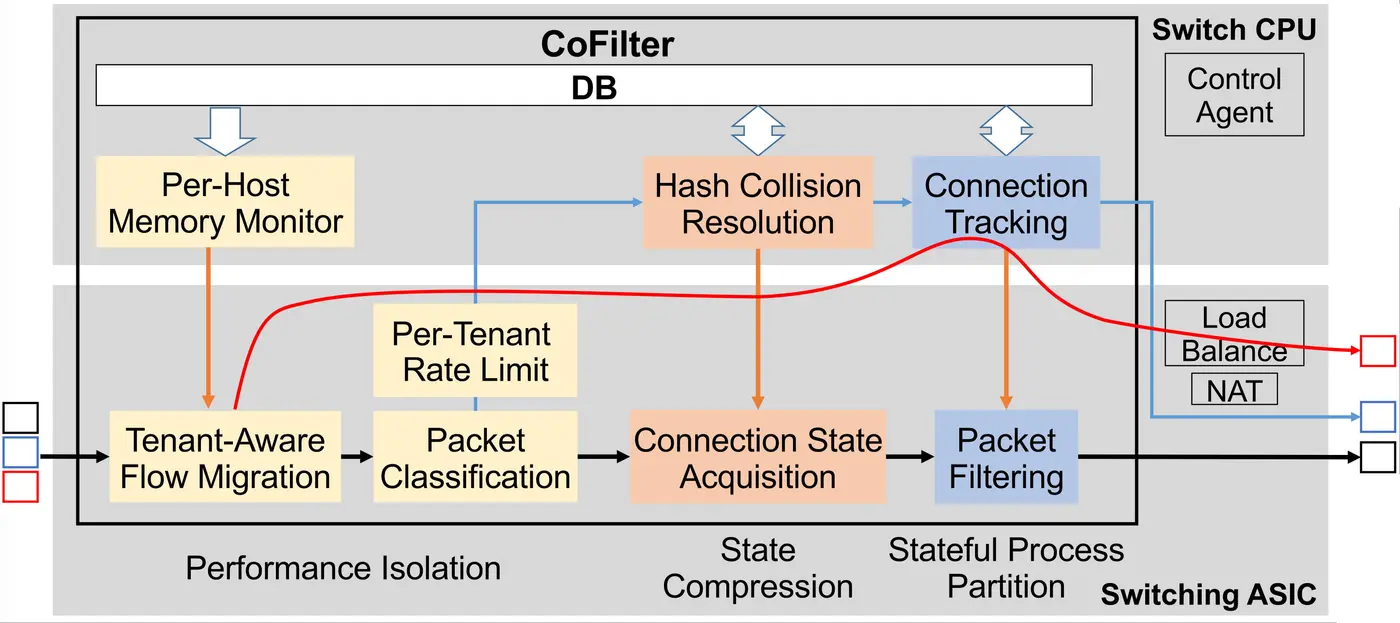 Switch CPU
CoFilter
DB
Control
Agent
Per-Host
Memory Monitor
Hash Collision
Resolution
Connection
Tracking
Per-Tenant
Rate Limit
Load
Balance
NAT
Tenant-Aware
Flow Migration
Packet
Classification
Connection State
Acquisition
Packet
Filtering
Performance Isolation
State
Compression
Stateful Process
Partition
Switching ASIC